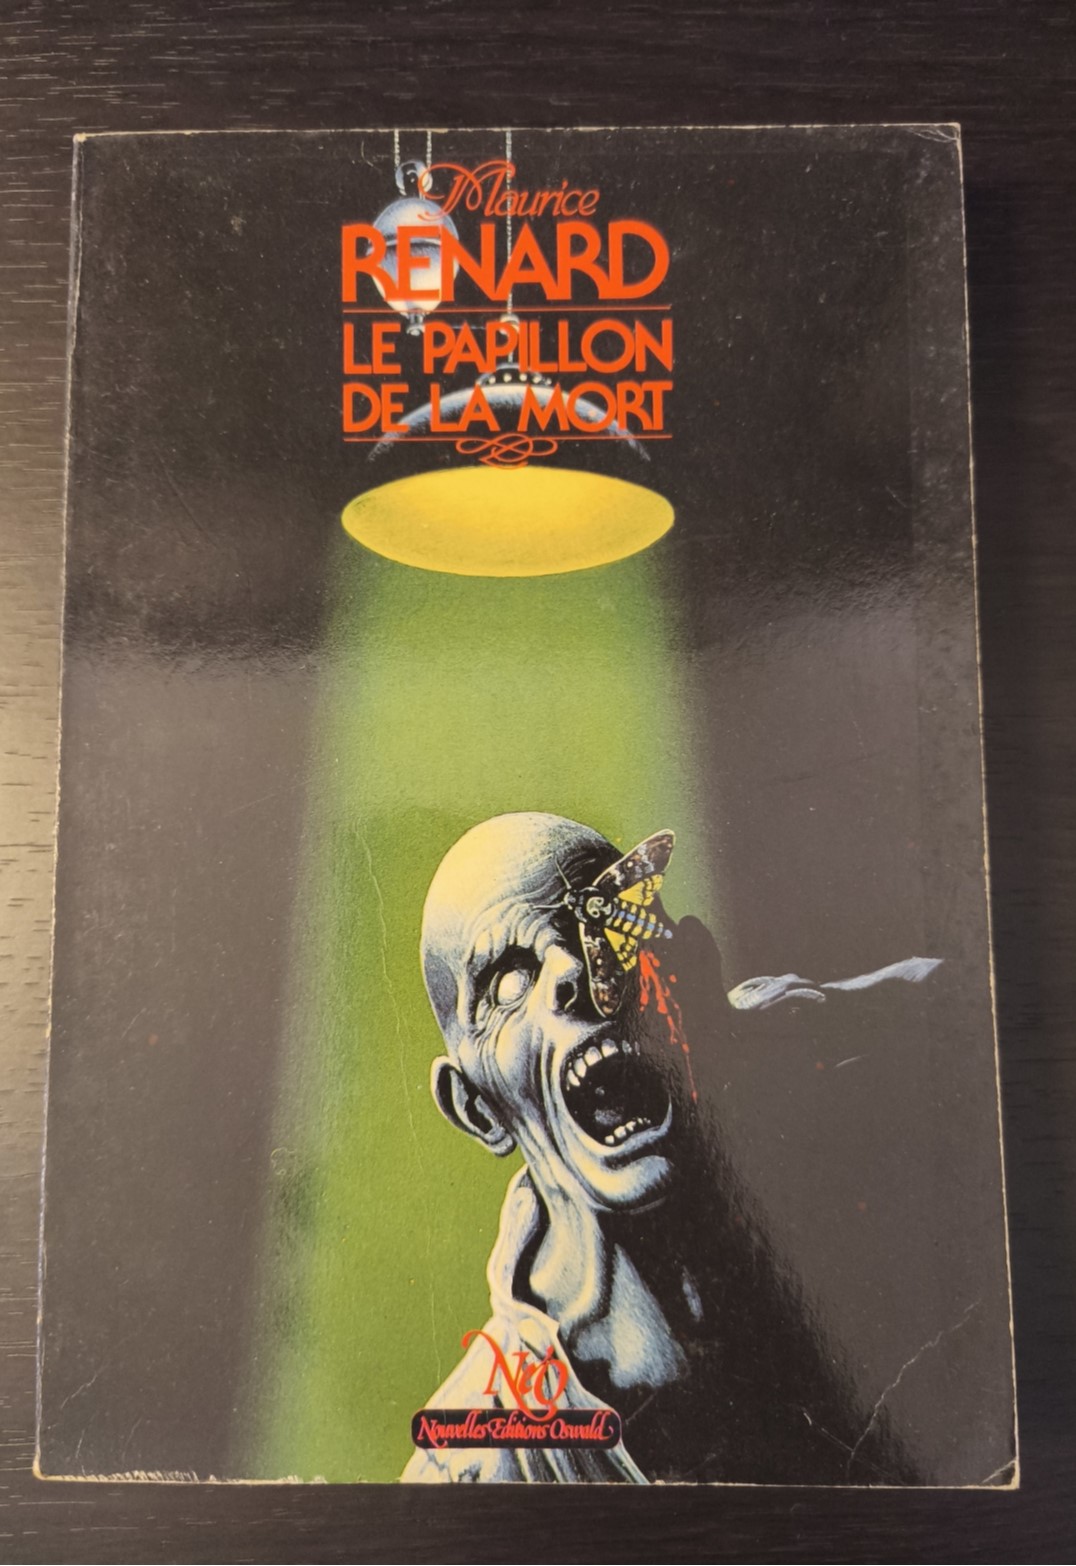 Maurice
RENARD
LE PAPILLON
DE LA MORT
Néo
Nouvelles Editions Oswald